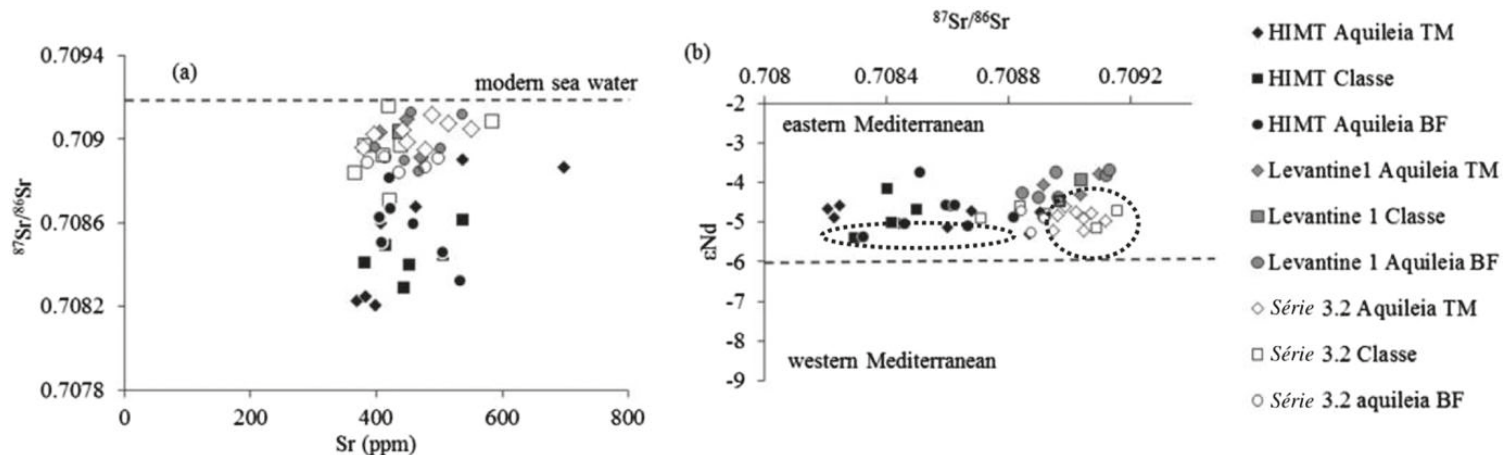 (a)
modern sea water
0.7094
0.709
0.7086
0.7082
0.7078
⁸⁷Sr/⁸⁶Sr
0
200
400
600
800
Sr (ppm)
⁸⁷Sr/⁸⁶Sr
(b)
0.708
0.7084
0.7088
0.7092
-2
-3
-4
-5
-6
-7
-8
-9
εNd
eastern Mediterranean
western Mediterranean
HIMT Aquileia TM
HIMT Classe
HIMT Aquileia BF
Levantine1 Aquileia TM
Levantine 1 Classe
Levantine 1 Aquileia BF
Série 3.2 Aquileia TM
Série 3.2 Classe
Série 3.2 aquileia BF